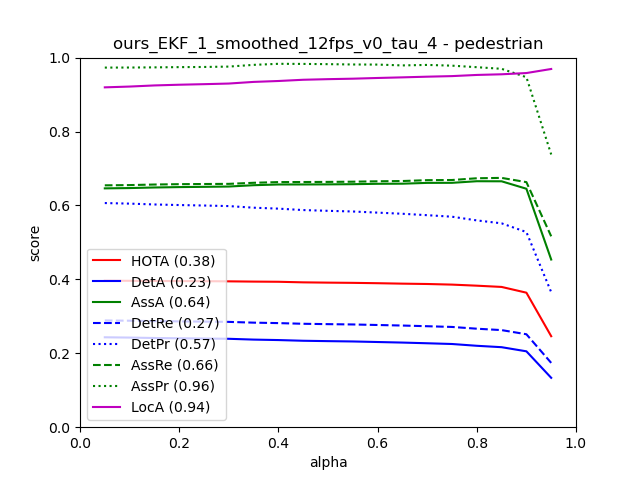 ours_EKF_1_smoothed_12fps_v0_tau_4 - pedestrian
score
1.0
0.8
0.6
0.4
0.2
0.0
HOTA (0.38)
DetA (0.23)
AssA (0.64)
DetRe (0.27)
DetPr (0.57)
AssRe (0.66)
AssPr (0.96)
LocA (0.94)
0.0 0.2 0.4 0.6 0.8 1.0
alpha